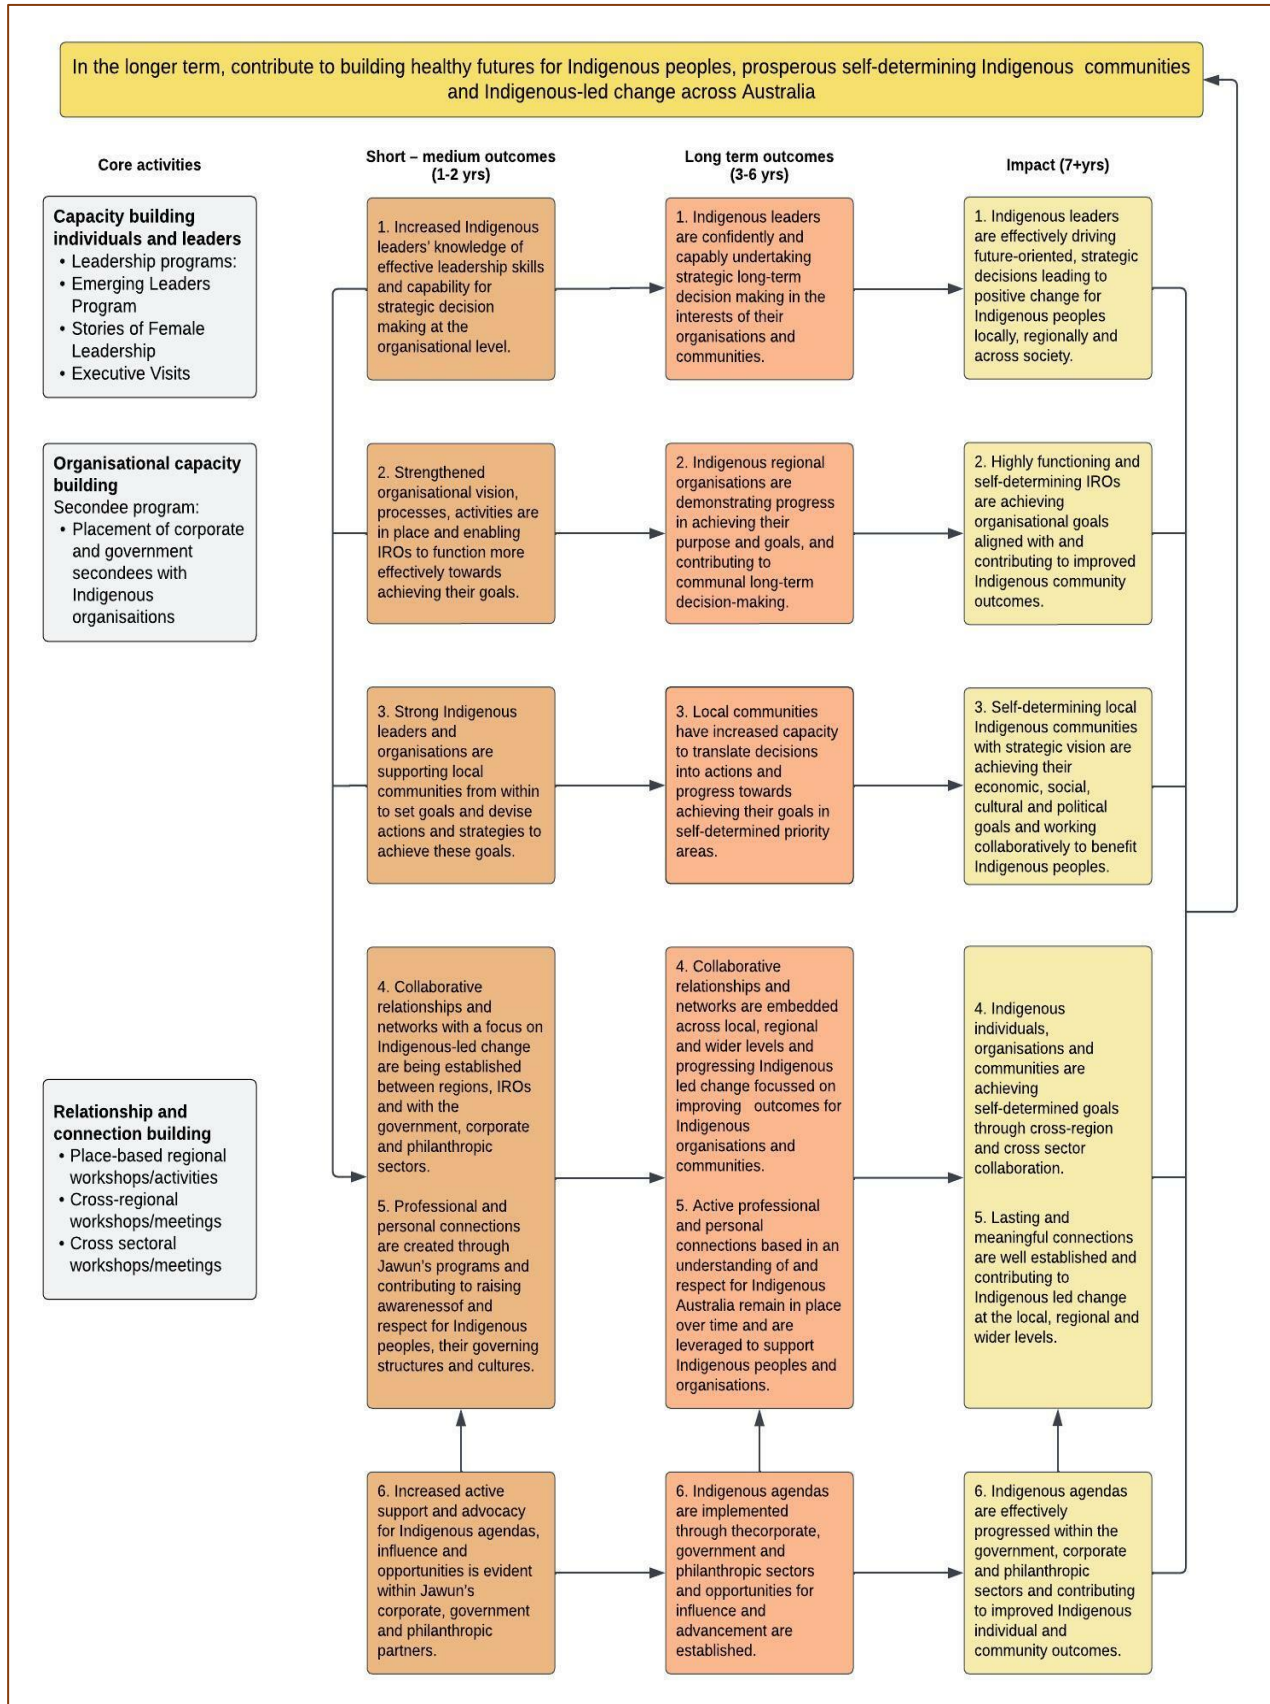 In the longer term, contribute to building healthy futures for Indigenous peoples, prosperous self-determining Indigenous communities
and Indigenous-led change across Australia
Core activities
Short – medium outcomes
(1-2 yrs)
Long term outcomes
(3-6 yrs)
Impact (7+yrs)
Capacity building
individuals and leaders
• Leadership programs:
• Emerging Leaders
Program
• Stories of Female
Leadership
• Executive Visits
1. Increased Indigenous
leaders' knowledge of
effective leadership skills
and capability for
strategic decision
making at the
organisational level.
1. Indigenous leaders
are confidently and
capably undertaking
strategic long-term
decision making in the
interests of their
organisations and
communities.
1. Indigenous leaders
are effectively driving
future-oriented, strategic
decisions leading to
positive change for
Indigenous peoples
locally, regionally and
across society.
Organisational capacity
building
Secondee program:
• Placement of corporate
and government
secondees with
Indigenous
organisaitions
2. Strengthened
organisational vision,
processes, activities are
in place and enabling
IROs to function more
effectively towards
achieving their goals.
2. Indigenous regional
organisations are
demonstrating progress
in achieving their
purpose and goals, and
contributing to
communal long-term
decision-making.
2. Highly functioning and
self-determining IROs
are achieving
organisational goals
aligned with and
contributing to improved
Indigenous community
outcomes.
3. Strong Indigenous
leaders and
organisations are
supporting local
communities from within
to set goals and devise
actions and strategies to
achieve these goals.
3. Local communities
have increased capacity
to translate decisions
into actions and
progress towards
achieving their goals in
self-determined priority
areas.
3. Self-determining local
Indigenous communities
with strategic vision are
achieving their
economic, social,
cultural and political
goals and working
collaboratively to benefit
Indigenous peoples.
Relationship and
connection building
• Place-based regional
workshops/activities
• Cross-regional
workshops/meetings
• Cross sectoral
workshops/meetings
4. Collaborative
relationships and
networks with a focus on
Indigenous-led change
are being established
between regions, IROs
and with the
government, corporate
and philanthropic
sectors.
5. Professional and
personal connections
are created through
Jawun's programs and
contributing to raising
awarenessof and
respect for Indigenous
peoples, their governing
structures and cultures.
4. Collaborative
relationships and
networks are embedded
across local, regional
and wider levels and
progressing Indigenous
led change focussed on
improving outcomes for
Indigenous
organisations and
communities.
5. Active professional
and personal
connections based in an
understanding of and
respect for Indigenous
Australia remain in place
over time and are
leveraged to support
Indigenous peoples and
organisations.
4. Indigenous
individuals,
organisations and
communities are
achieving
self-determined goals
through cross-region
and cross sector
collaboration.
5. Lasting and
meaningful connections
are well established and
contributing to
Indigenous led change
at the local, regional and
wider levels.
6. Increased active
support and advocacy
for Indigenous agendas,
influence and
opportunities is evident
within Jawun's
corporate, government
and philanthropic
partners.
6. Indigenous agendas
are implemented
through thecorporate,
government and
philanthropic sectors
and opportunities for
influence and
advancement are
established.
6. Indigenous agendas
are effectively
progressed within the
government, corporate
and philanthropic
sectors and contributing
to improved Indigenous
individual and
community outcomes.